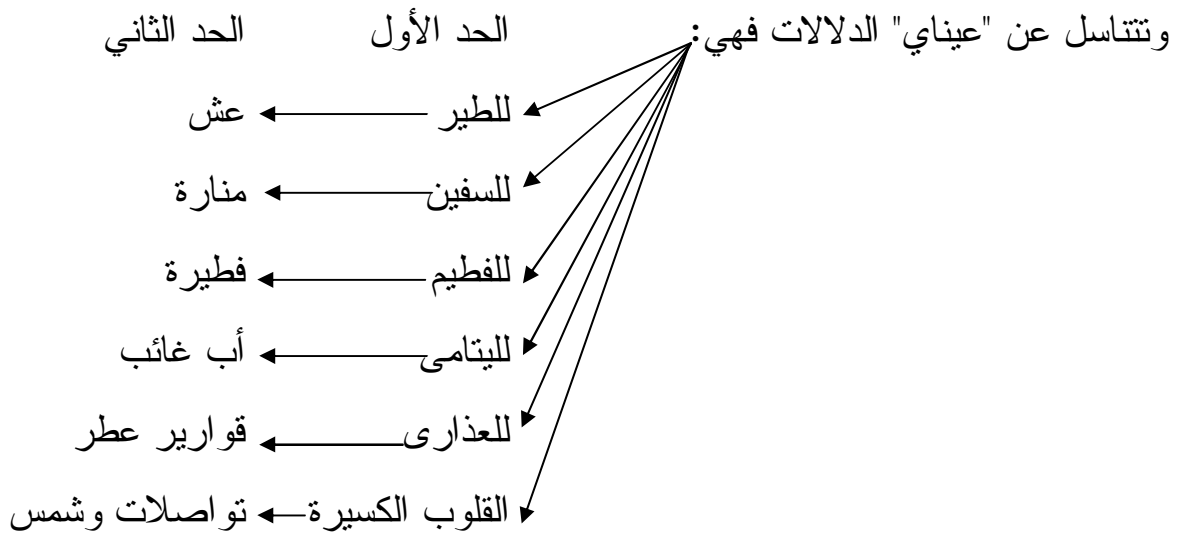 وتتناسل عن "عيناي" الدلالات فهي: الحد الأول الحد الثاني
للطير عش
للسفين منارة
للفطيم فطيرة
لليتامى أب غائب
للعذارى قوارير عطر
القلوب الكسيرة تواصلات وشمس